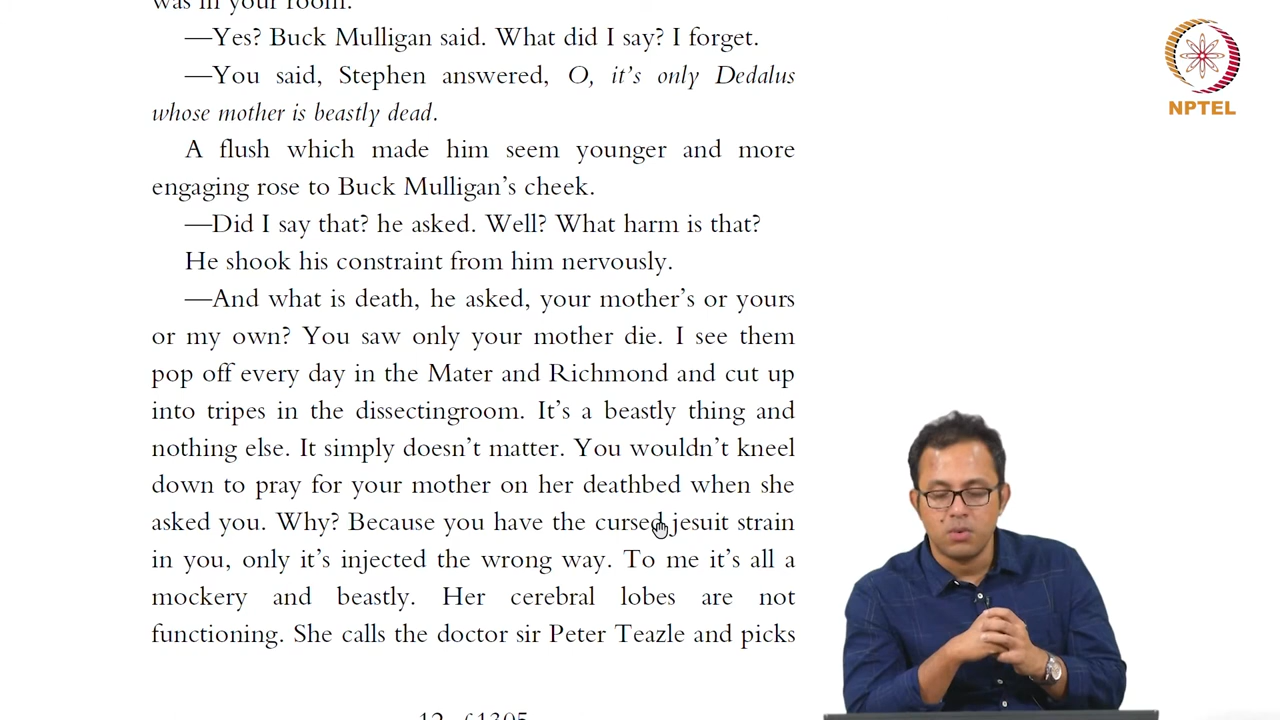 was in your room.
—Yes? Buck Mulligan said. What did I say? I forget.
—You said, Stephen answered, O, it's only Dedalus
whose mother is beastly dead.
A flush which made him seem younger and more
engaging rose to Buck Mulligan's cheek.
—Did I say that? he asked. Well? What harm is that?
He shook his constraint from him nervously.
—And what is death, he asked, your mother's or yours
or my own? You saw only your mother die. I see them
pop off every day in the Mater and Richmond and cut up
into tripes in the dissectingroom. It's a beastly thing and
nothing else. It simply doesn't matter. You wouldn't kneel
down to pray for your mother on her deathbed when she
asked you. Why? Because you have the cursed jesuit strain
in you, only it's injected the wrong way. To me it's all a
mockery and beastly. Her cerebral lobes are not
functioning. She calls the doctor sir Peter Teazle and picks
12 of 1305
NPTEL